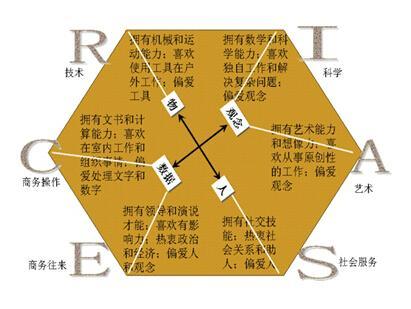 R
I
技术
科学
拥有机械和运
动能力；喜欢
使用工具在户
外工作；偏爱
工具
拥有数学和科
学能力；喜欢
独自工作和解
决复杂问题；
偏爱观念
物
观念
C
A
商务操作
艺术
拥有文书和计
算能力；喜欢
在室内工作和
组织事情；偏
爱处理文字和
数字
拥有艺术能力
和想像力；喜
欢从事原创性
的工作；偏爱
观念
数据
人
拥有领导和演说
才能；喜欢有影
响力；热衷政治
和经济；偏爱人
和观念
拥有社交技
能；热衷社
会关系和助
人；偏爱人
商务往来
社会服务
E
S